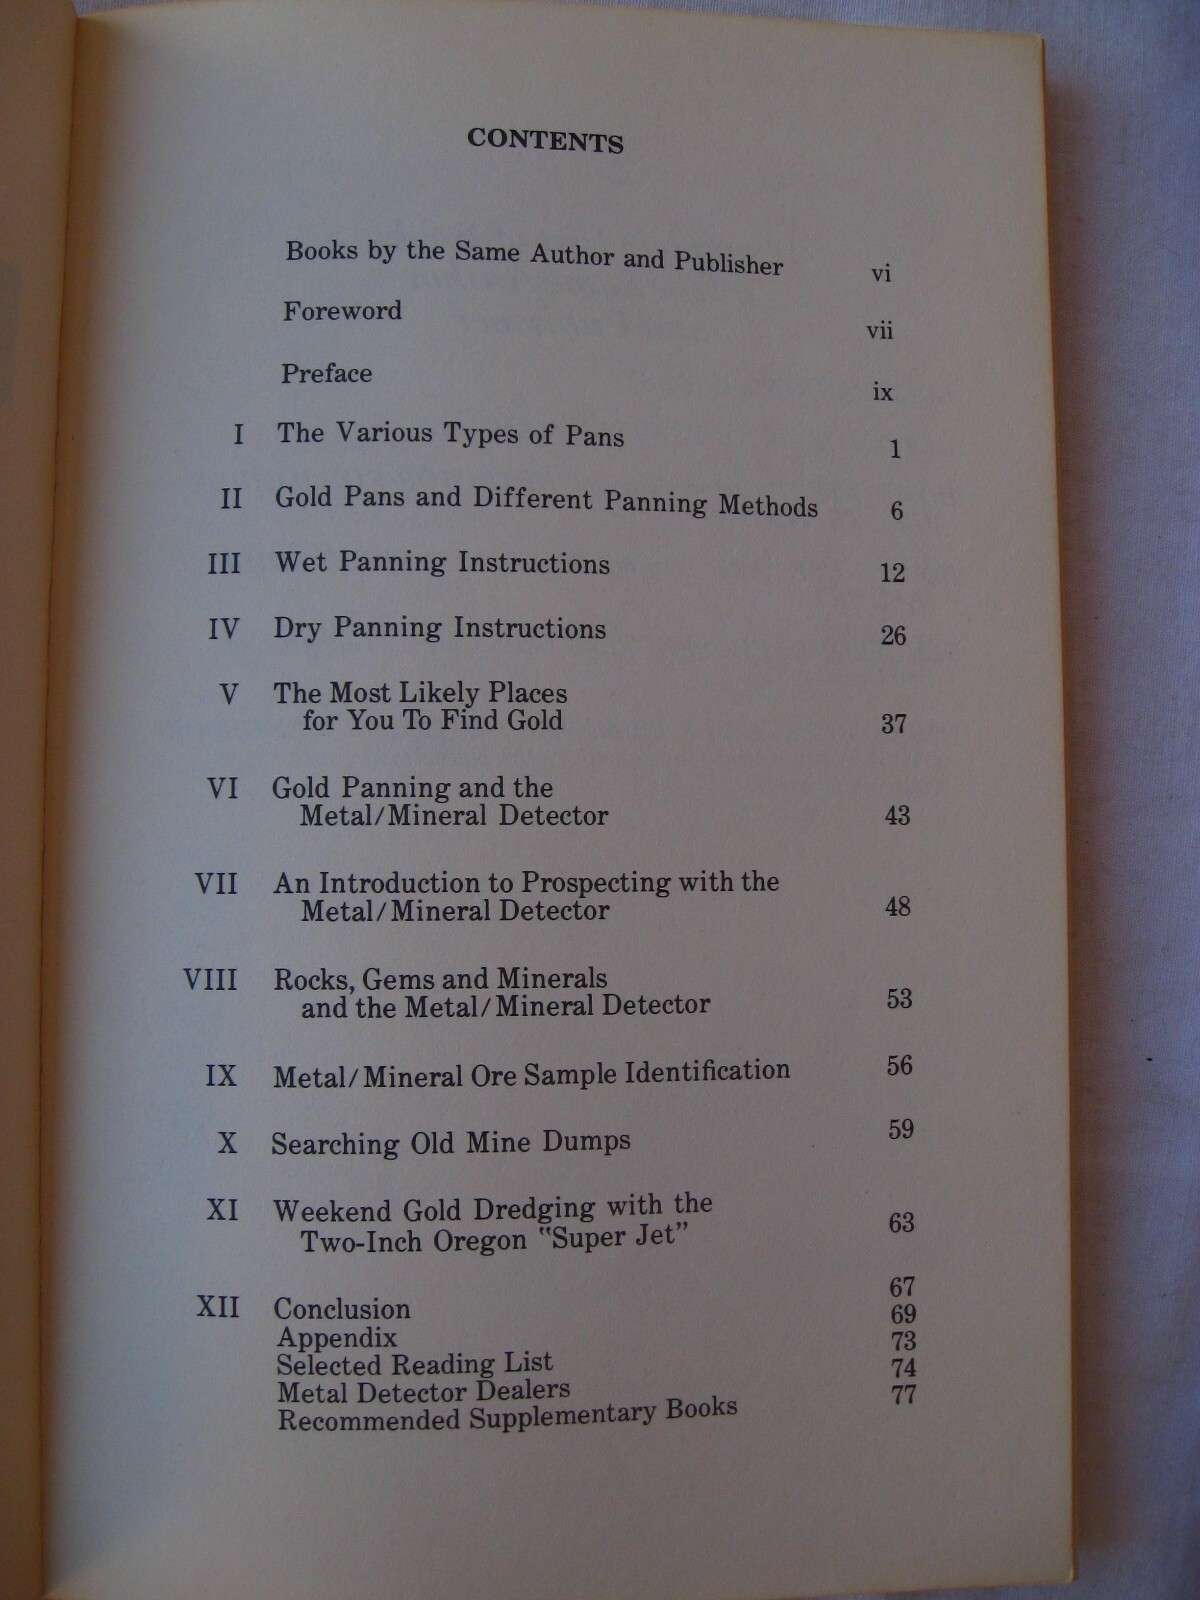 CONTENTS
Books by the Same Author and Publisher vi
Foreword vii
Preface ix
I The Various Types of Pans 1
II Gold Pans and Different Panning Methods 6
III Wet Panning Instructions 12
IV Dry Panning Instructions 26
V The Most Likely Places
for You To Find Gold 37
VI Gold Panning and the
Metal/Mineral Detector 43
VII An Introduction to Prospecting with the
Metal/Mineral Detector 48
VIII Rocks, Gems and Minerals
and the Metal/Mineral Detector 53
IX Metal/Mineral Ore Sample Identification 56
X Searching Old Mine Dumps 59
XI Weekend Gold Dredging with the
Two-Inch Oregon "Super Jet" 63
XII Conclusion 67
Appendix 69
Selected Reading List 73
Metal Detector Dealers 74
Recommended Supplementary Books 77